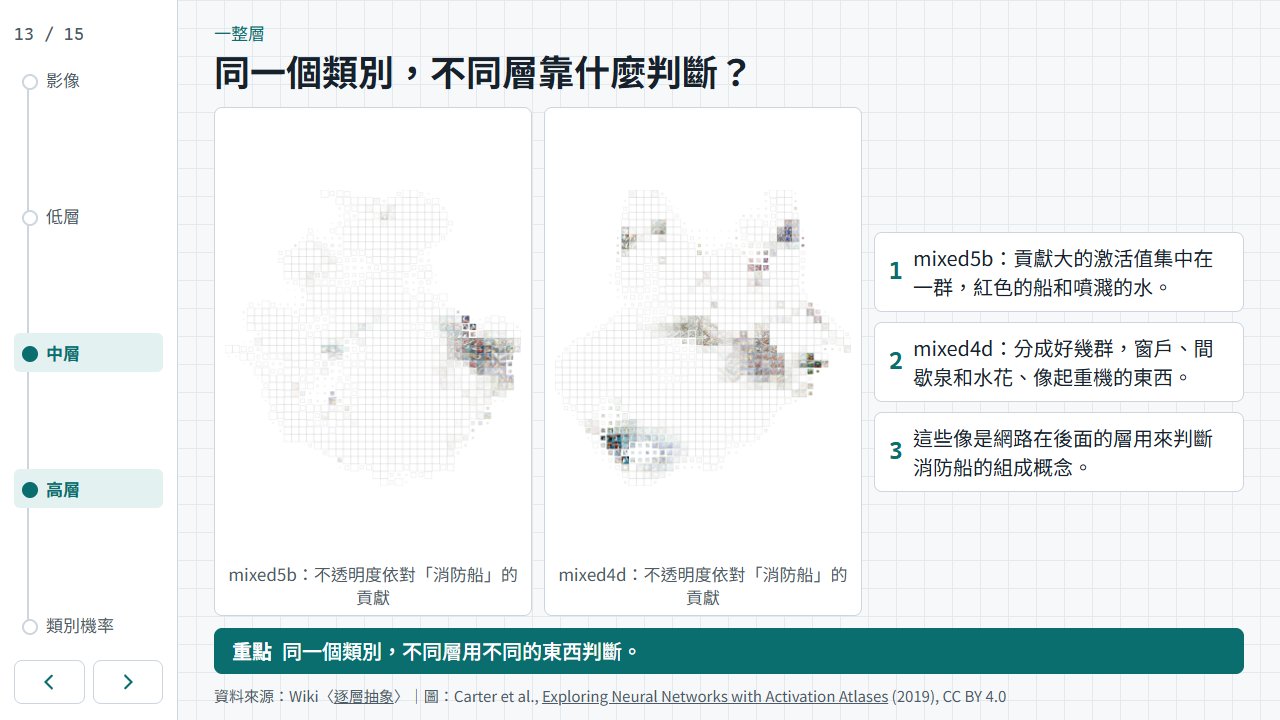 13 / 15
影像
低層
中層
高層
類別機率
一整層
同一個類別，不同層靠什麼判斷？
mixed5b：不透明度依對「消防船」的
貢獻
mixed4d：不透明度依對「消防船」的
貢獻
1 mixed5b：貢獻大的激活值集中在
一群，紅色的船和噴濺的水。
2 mixed4d：分成好幾群，窗戶、間
歇泉和水花、像起重機的東西。
3 這些像是網路在後面的層用來判斷
消防船的組成概念。
重點 同一個類別，不同層用不同的東西判斷。
資料來源：Wiki〈逐層抽象〉｜圖：Carter et al., Exploring Neural Networks with Activation Atlases (2019), CC BY 4.0